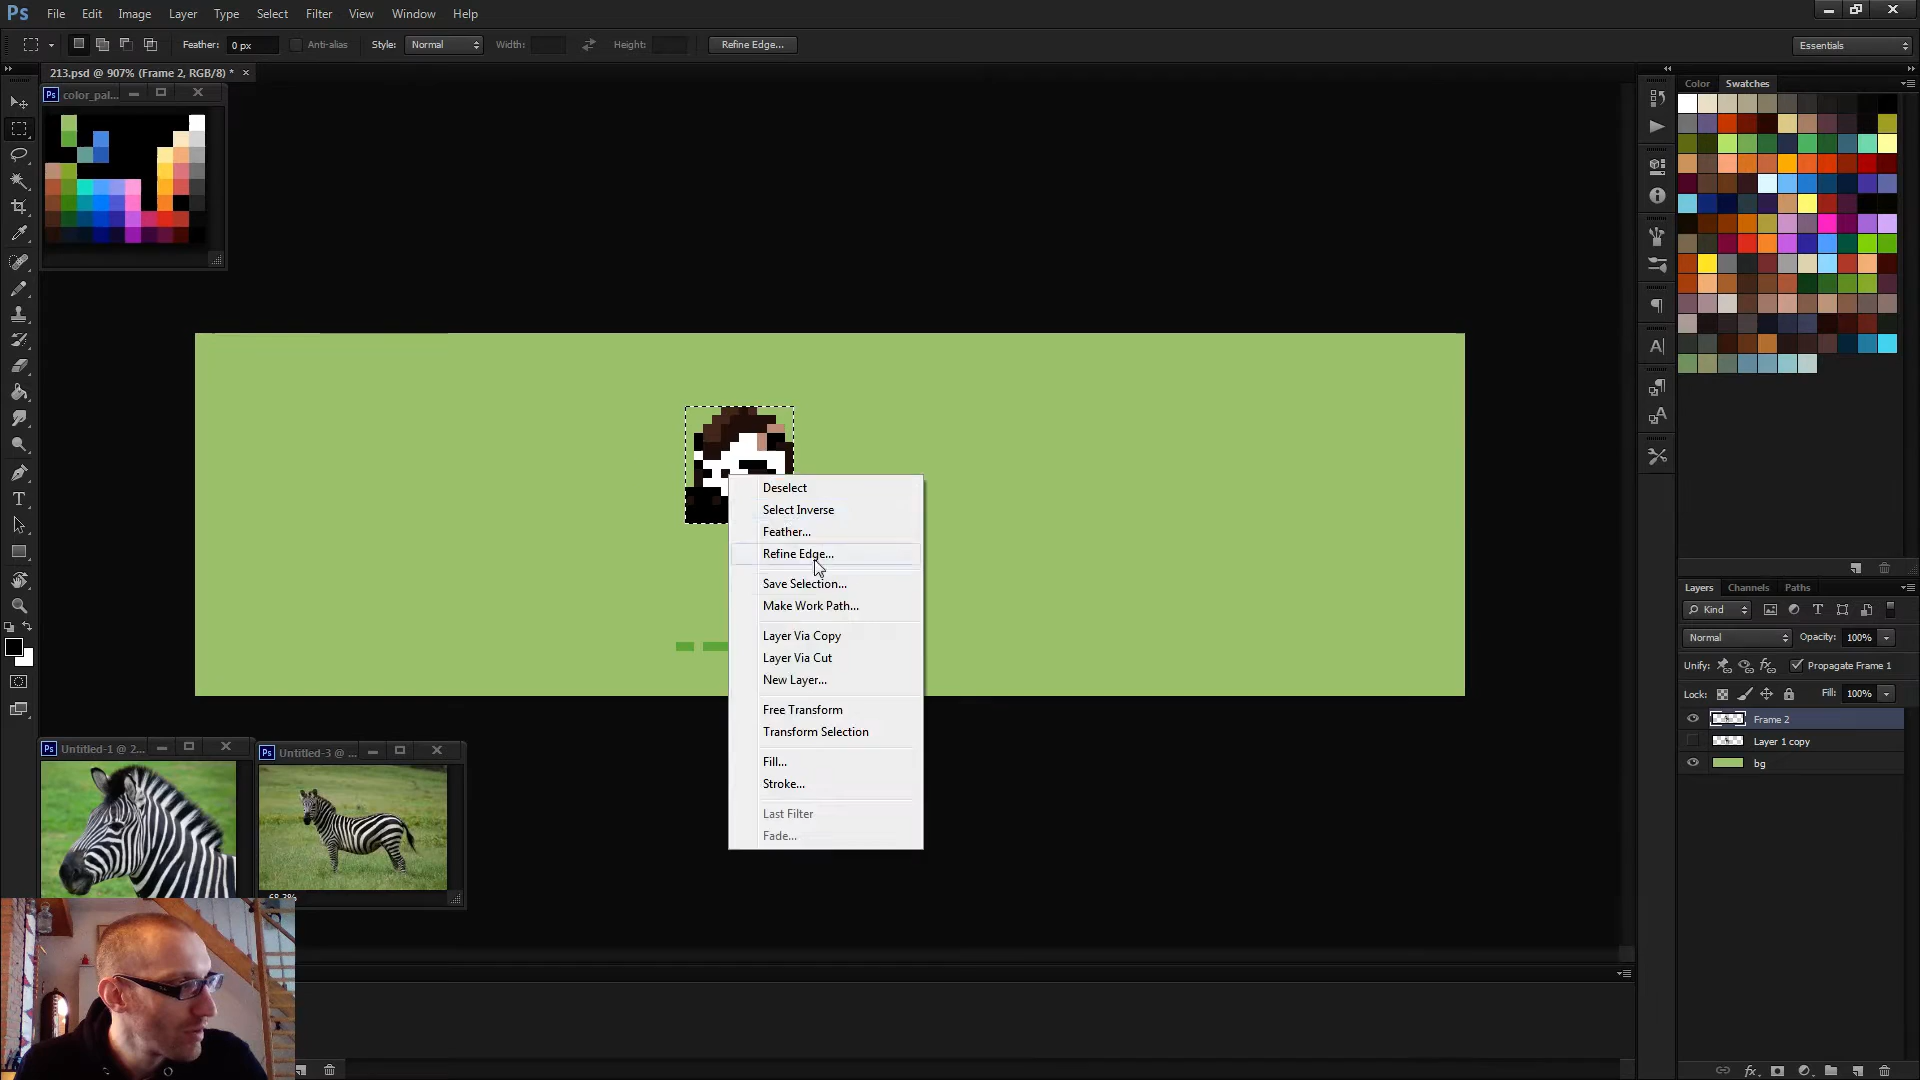 Ps File Edit Image Layer Type Select Filter View Window Help
Feather: 0 px Anti-alias Style: Normal Width: Height: Refine Edge... Essentials
213.psd @ 907% (Frame 2, RGB/8) * ×
Ps color_pal...
Color Swatches
Deselect
Select Inverse
Feather...
Refine Edge...
Save Selection...
Make Work Path...
Layer Via Copy
Layer Via Cut
New Layer...
Free Transform
Transform Selection
Fill...
Stroke...
Last Filter
Fade...
Layers Channels Paths
Kind
Normal Opacity: 100%
Unify: Propagate Frame 1
Lock: Fill: 100%
Frame 2
Layer 1 copy
bg
Ps Untitled-1 @ 2...
Ps Untitled-3 @ ...